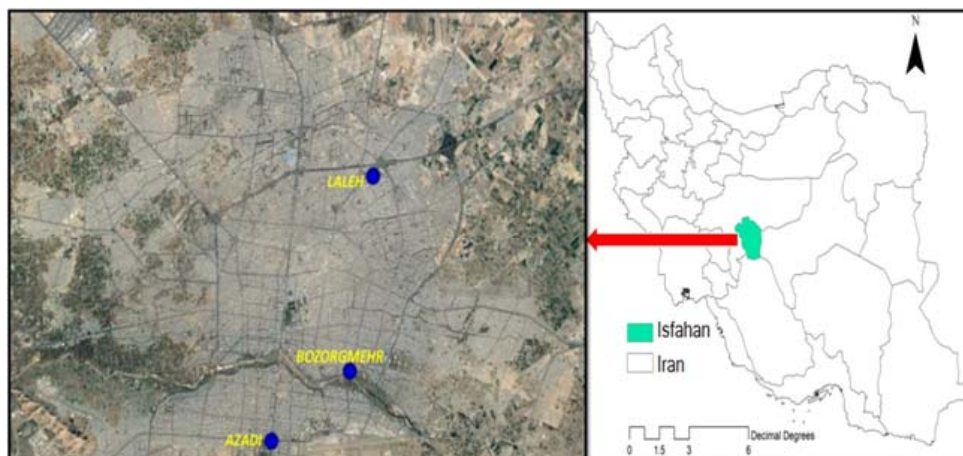 LALEH
BOZORGMEHR
AZADI
N
Isfahan
Iran
Decimal Degrees
0 1.5 3 6